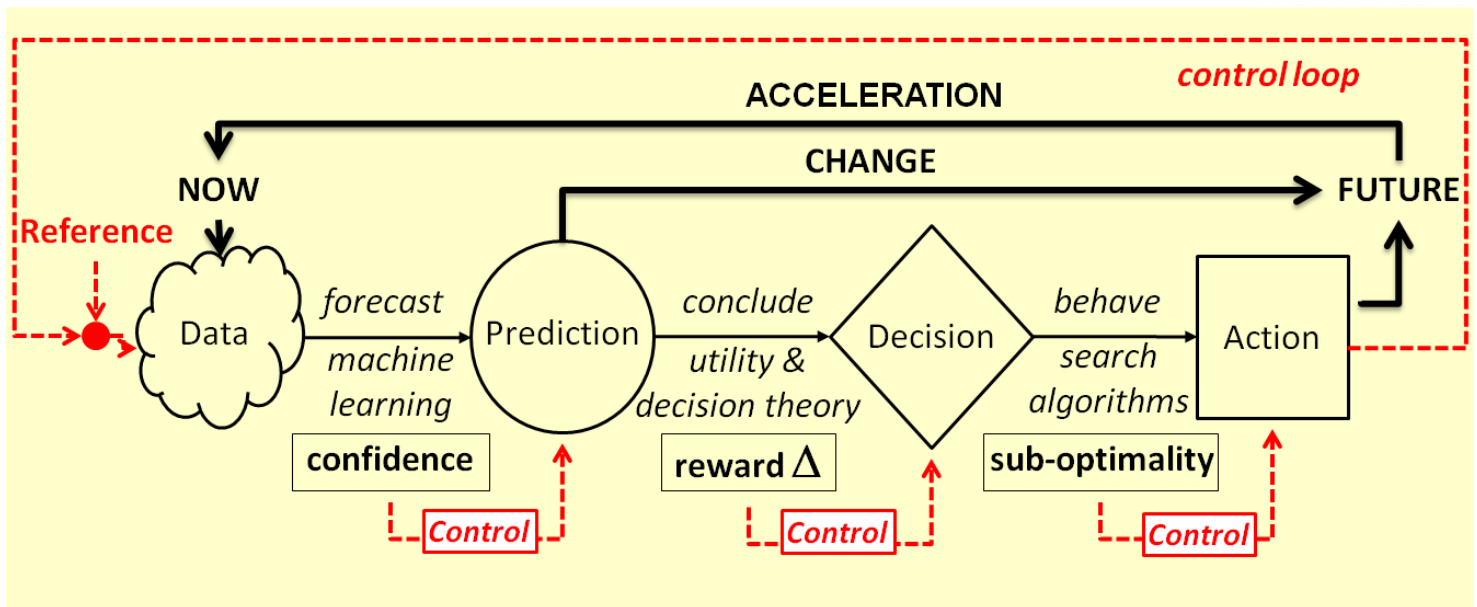 control loop
ACCELERATION
CHANGE
NOW
FUTURE
Reference
Data
forecast
machine
learning
confidence
Control
Prediction
conclude
utility &
decision theory
reward Δ
Control
Decision
behave
search
algorithms
sub-optimality
Control
Action